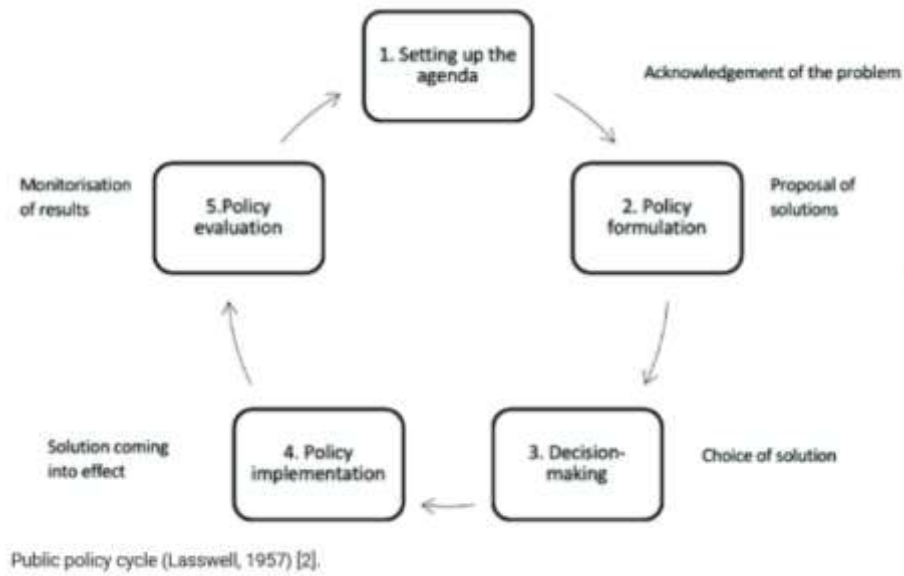 1. Setting up the
agenda
Acknowledgement of the problem
2. Policy
formulation
Proposal of
solutions
3. Decision-
making
Choice of solution
4. Policy
implementation
Solution coming
into effect
5.Policy
evaluation
Monitorisation
of results
Public policy cycle (Lasswell, 1957) [2].